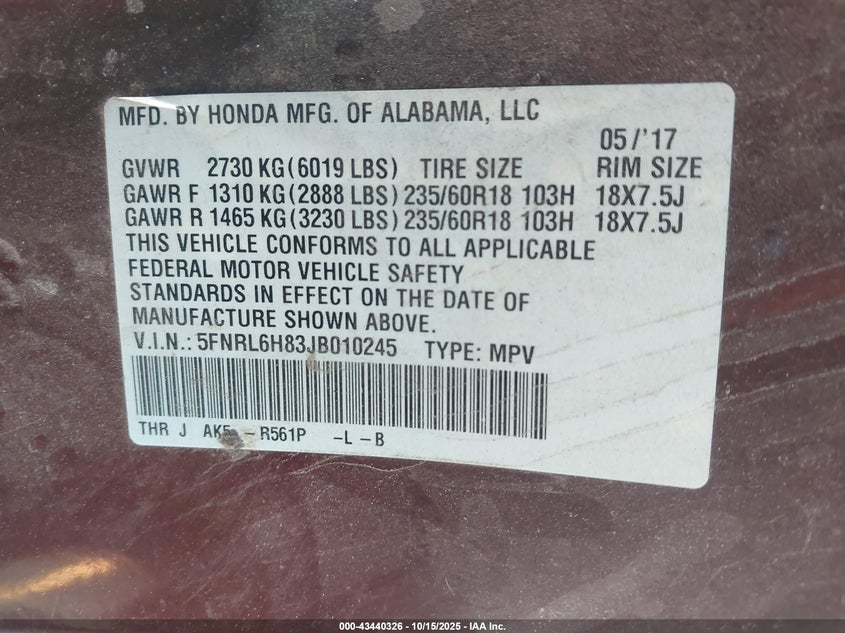 MFD. BY HONDA MFG. OF ALABAMA, LLC
05/'17
GVWR 2730 KG(6019 LBS) TIRE SIZE RIM SIZE
GAWR F 1310 KG(2888 LBS) 235/60R18 103H 18X7.5J
GAWR R 1465 KG(3230 LBS) 235/60R18 103H 18X7.5J
THIS VEHICLE CONFORMS TO ALL APPLICABLE
FEDERAL MOTOR VEHICLE SAFETY
STANDARDS IN EFFECT ON THE DATE OF
MANUFACTURE SHOWN ABOVE.
V.I.N.: 5FNRL6H83JB010245 TYPE: MPV
THR J AK5 - R561P -L-B
000-43440326 - 10/15/2025 - IAA Inc.